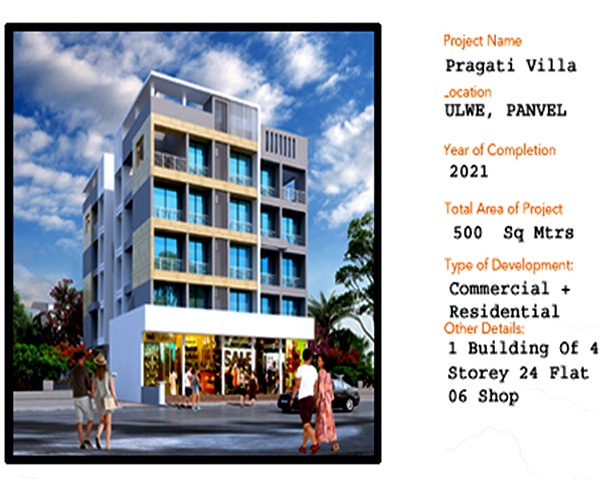 Project Name
Pragati Villa
Location
ULWE, PANVEL
Year of Completion
2021
Total Area of Project
500 Sq Mtrs
Type of Development:
Commercial +
Residential
Other Details:
1 Building Of 4
Storey 24 Flat
06 Shop
SALE